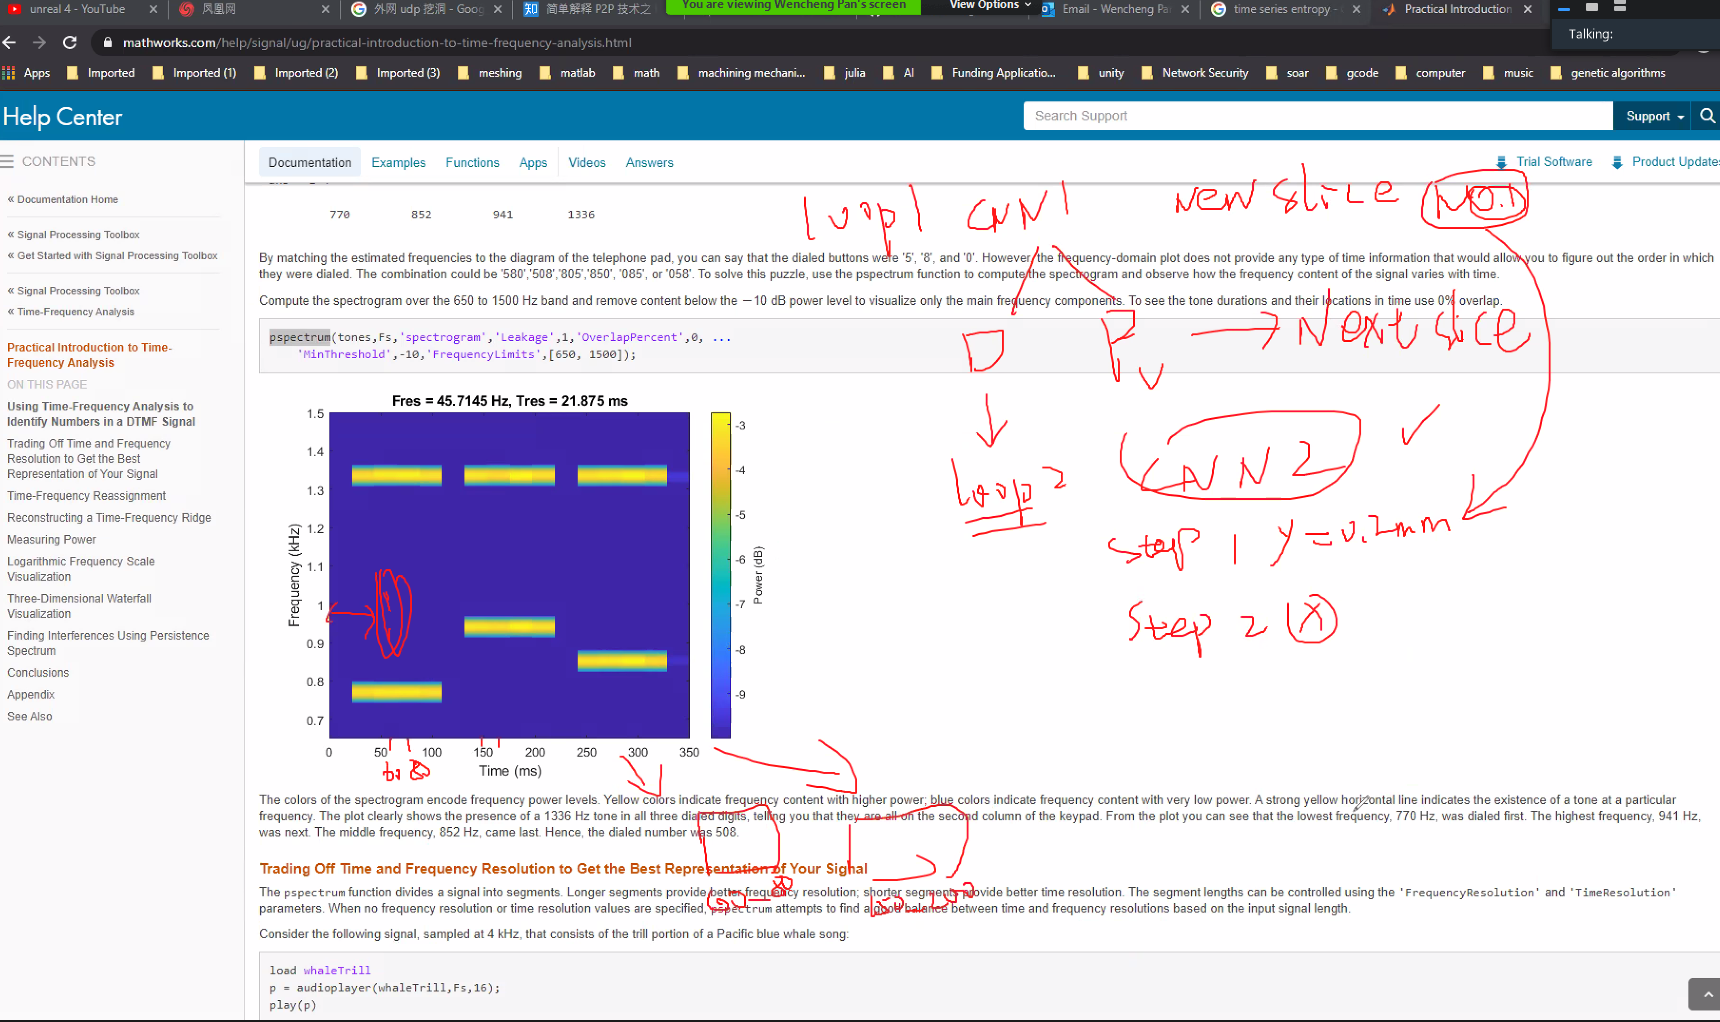 unreal 4 - YouTube
凤凰网
外网 udp 挖洞 - Goog
简单解释 P2P 技术之
You are viewing Wencheng Pan's screen
View Options
Email - Wencheng Pa
time series entropy -
Practical Introduction
Talking:
mathworks.com/help/signal/ug/practical-introduction-to-time-frequency-analysis.html
Apps
Imported
Imported (1)
Imported (2)
Imported (3)
meshing
matlab
math
machining mechani...
julia
AI
Funding Applicatio...
unity
Network Security
soar
gcode
computer
music
genetic algorithms
Help Center
Search Support
Support
CONTENTS
« Documentation Home
« Signal Processing Toolbox
« Get Started with Signal Processing Toolbox
« Signal Processing Toolbox
« Time-Frequency Analysis
Practical Introduction to Time-
Frequency Analysis
ON THIS PAGE
Using Time-Frequency Analysis to
Identify Numbers in a DTMF Signal
Trading Off Time and Frequency
Resolution to Get the Best
Representation of Your Signal
Time-Frequency Reassignment
Reconstructing a Time-Frequency Ridge
Measuring Power
Logarithmic Frequency Scale
Visualization
Three-Dimensional Waterfall
Visualization
Finding Interferences Using Persistence
Spectrum
Conclusions
Appendix
See Also
Documentation
Examples
Functions
Apps
Videos
Answers
Trial Software
Product Updates
770 852 941 1336
loop1 CNN1 New slice No.1
By matching the estimated frequencies to the diagram of the telephone pad, you can say that the dialed buttons were '5', '8', and '0'. However, the frequency-domain plot does not provide any type of time information that would allow you to figure out the order in which
they were dialed. The combination could be '580','508','805','850', '085', or '058'. To solve this puzzle, use the pspectrum function to compute the spectrogram and observe how the frequency content of the signal varies with time.
Compute the spectrogram over the 650 to 1500 Hz band and remove content below the −10 dB power level to visualize only the main frequency components. To see the tone durations and their locations in time use 0% overlap.
pspectrum(tones,Fs,'spectrogram','Leakage',1,'OverlapPercent',0, ...
'MinThreshold',-10,'FrequencyLimits',[650, 1500]);
Next slice
loop 2
CNN2
step 1 y=0.2mm
Step 2 X
Fres = 45.7145 Hz, Tres = 21.875 ms
Frequency (kHz)
1.5
1.4
1.3
1.2
1.1
1
0.9
0.8
0.7
0 50 100 150 200 250 300 350
Time (ms)
-3
-4
-5
-6
-7
-8
-9
Power (dB)
The colors of the spectrogram encode frequency power levels. Yellow colors indicate frequency content with higher power; blue colors indicate frequency content with very low power. A strong yellow horizontal line indicates the existence of a tone at a particular
frequency. The plot clearly shows the presence of a 1336 Hz tone in all three dialed digits, telling you that they are all on the second column of the keypad. From the plot you can see that the lowest frequency, 770 Hz, was dialed first. The highest frequency, 941 Hz,
was next. The middle frequency, 852 Hz, came last. Hence, the dialed number was 508.
Trading Off Time and Frequency Resolution to Get the Best Representation of Your Signal
The pspectrum function divides a signal into segments. Longer segments provide better frequency resolution; shorter segments provide better time resolution. The segment lengths can be controlled using the 'FrequencyResolution' and 'TimeResolution'
parameters. When no frequency resolution or time resolution values are specified, pspectrum attempts to find a good balance between time and frequency resolutions based on the input signal length.
60-80
150-200
Consider the following signal, sampled at 4 kHz, that consists of the trill portion of a Pacific blue whale song:
load whaleTrill
p = audioplayer(whaleTrill,Fs,16);
play(p)